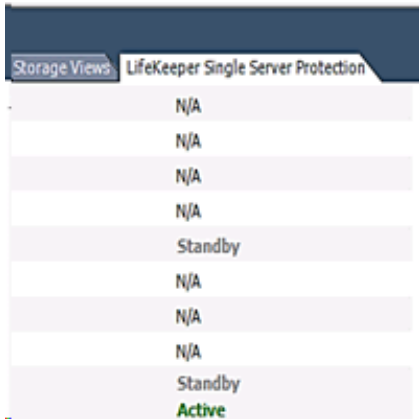 Storage Views LifeKeeper Single Server Protection
N/A
N/A
N/A
N/A
Standby
N/A
N/A
N/A
Standby
Active